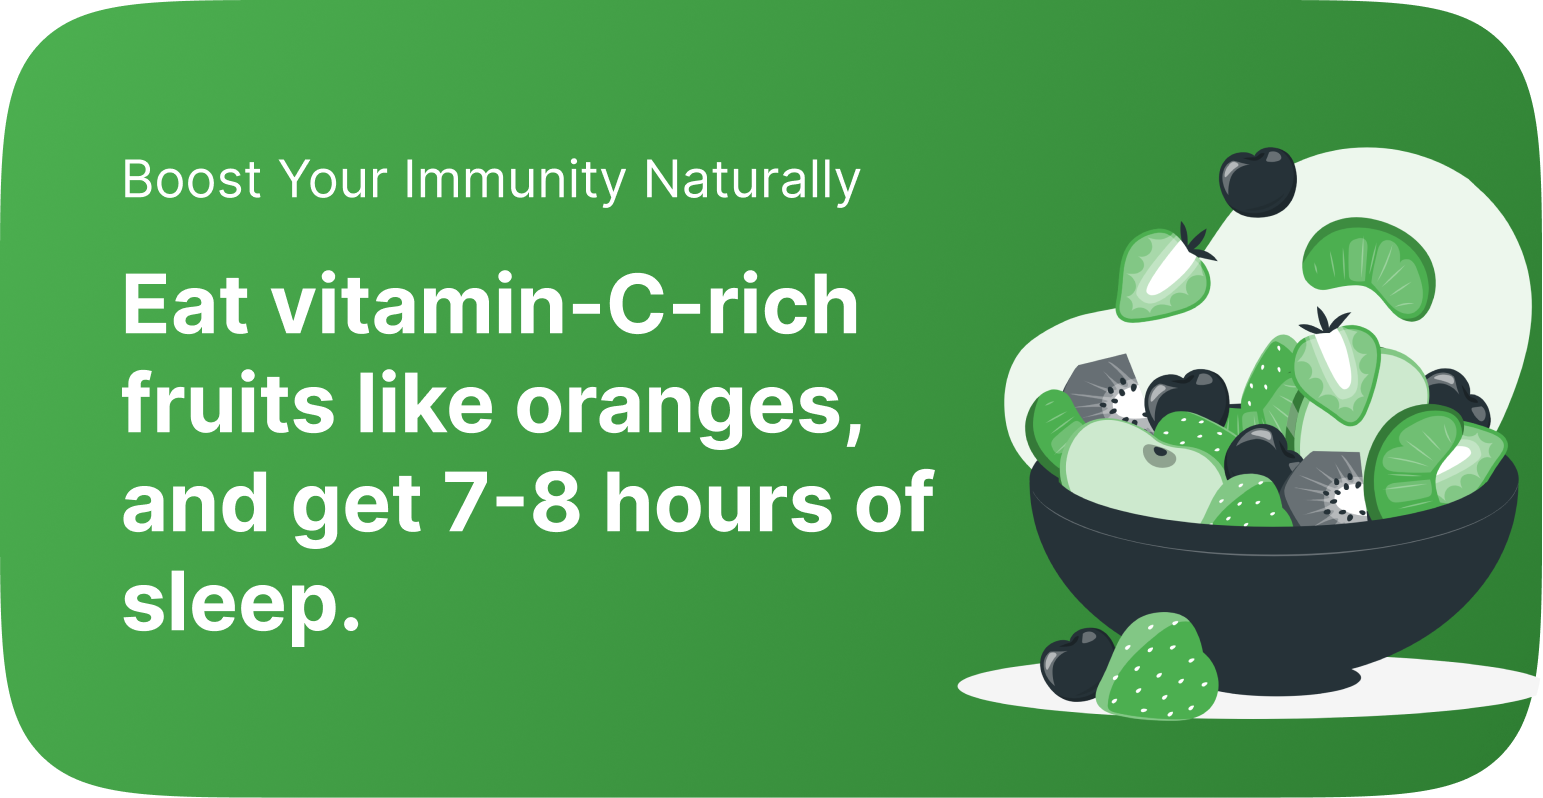 Boost Your Immunity Naturally
Eat vitamin-C-rich
fruits like oranges,
and get 7-8 hours of
sleep.